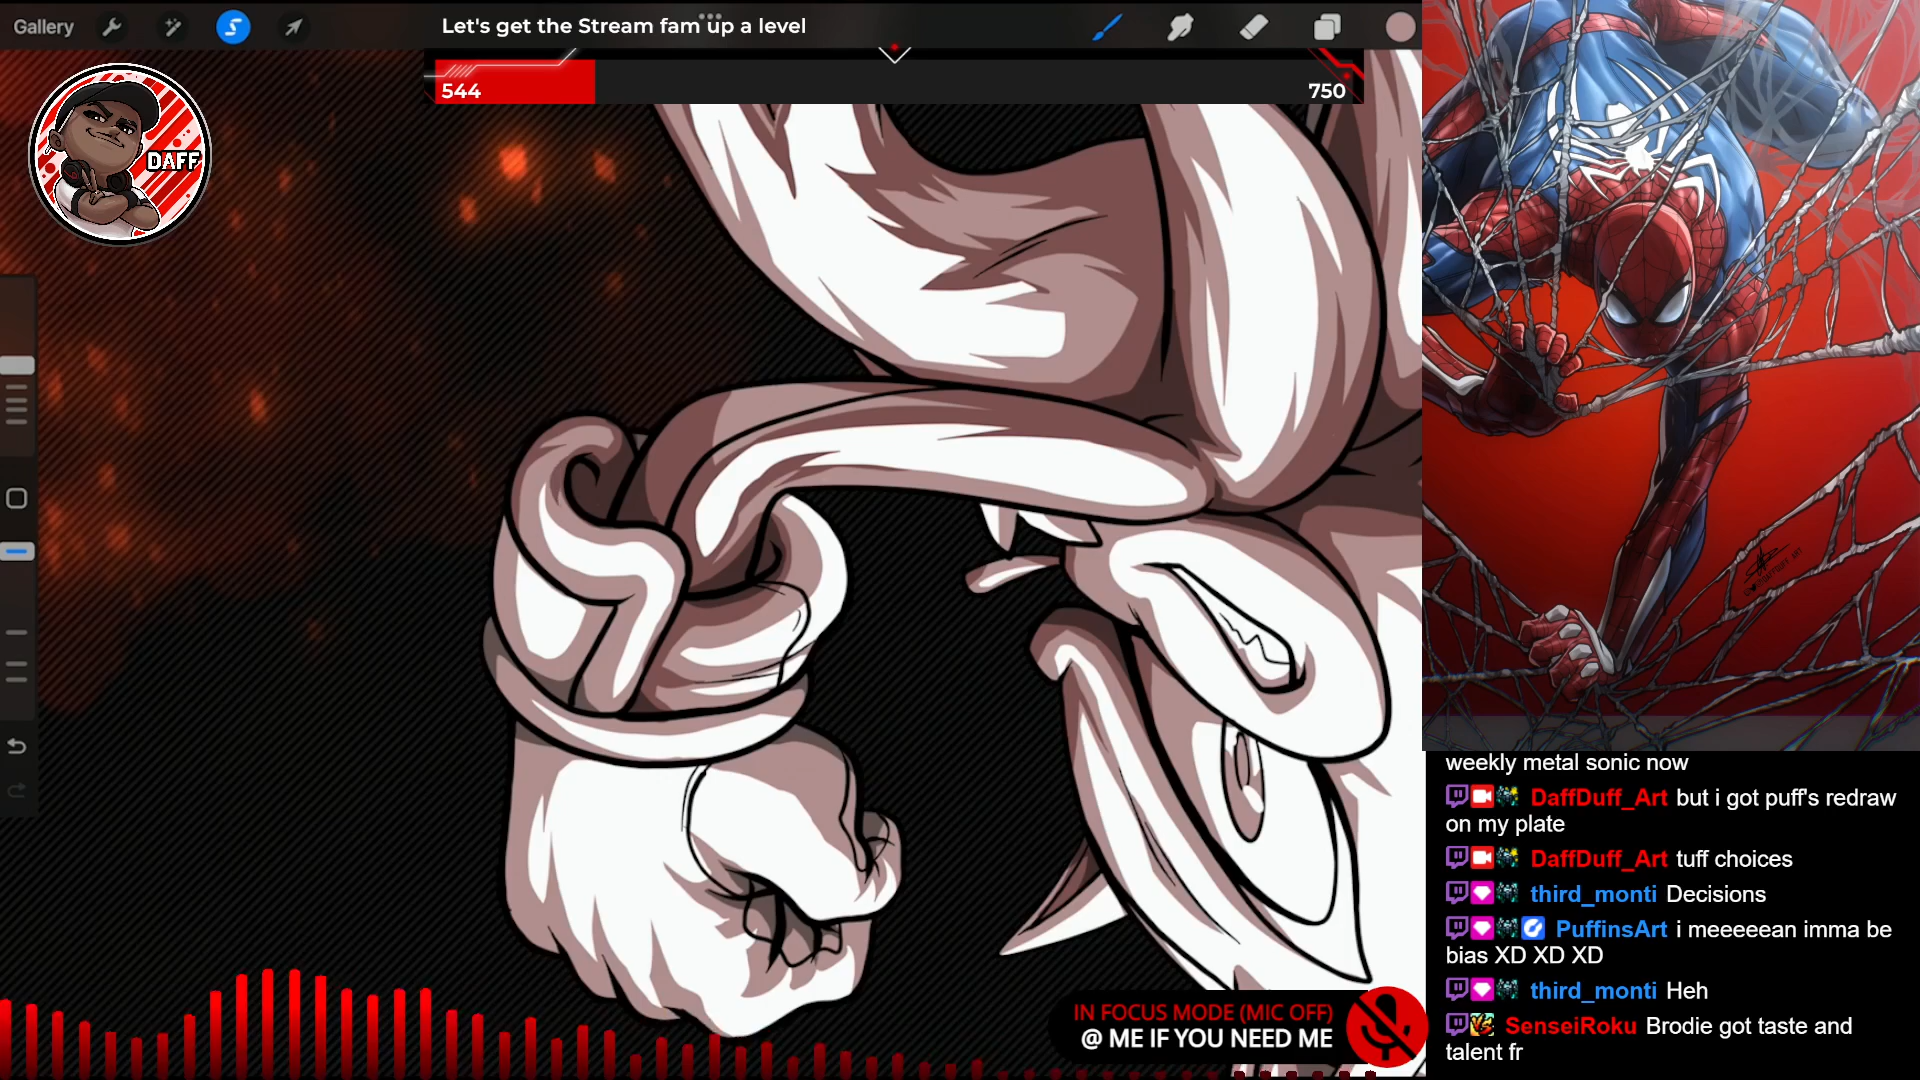 Gallery
Let's get the Stream fam up a level
544
750
DAFF
weekly metal sonic now
DaffDuff_Art but i got puff's redraw
on my plate
DaffDuff_Art tuff choices
third_monti Decisions
PuffinsArt i meeeeean imma be
bias XD XD XD
third_monti Heh
SenseiRoku Brodie got taste and
talent fr
IN FOCUS MODE (MIC OFF)
@ ME IF YOU NEED ME